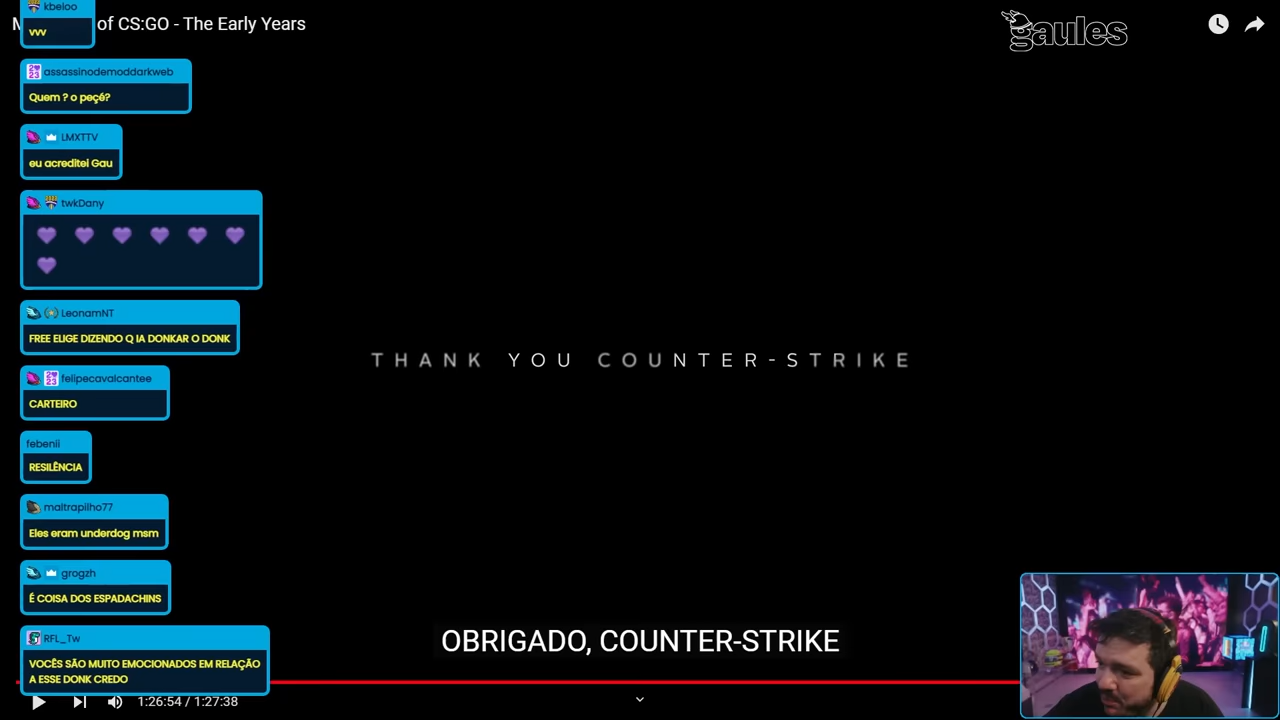 kbeloo
M
of CS:GO - The Early Years
vvv
gaules
assassinodemoddarkweb
Quem ? o peçé?
LMXTTV
eu acreditei Gau
twkDany
LeonamNT
FREE ELIGE DIZENDO Q IA DONKAR O DONK
THANK YOU COUNTER-STRIKE
felipecavalcantee
CARTEIRO
febenii
RESILÊNCIA
maltrapilho77
Eles eram underdog msm
grogzh
É COISA DOS ESPADACHINS
RFL_Tw
VOCÊS SÃO MUITO EMOCIONADOS EM RELAÇÃO
A ESSE DONK CREDO
OBRIGADO, COUNTER-STRIKE
1:26:54 / 1:27:38